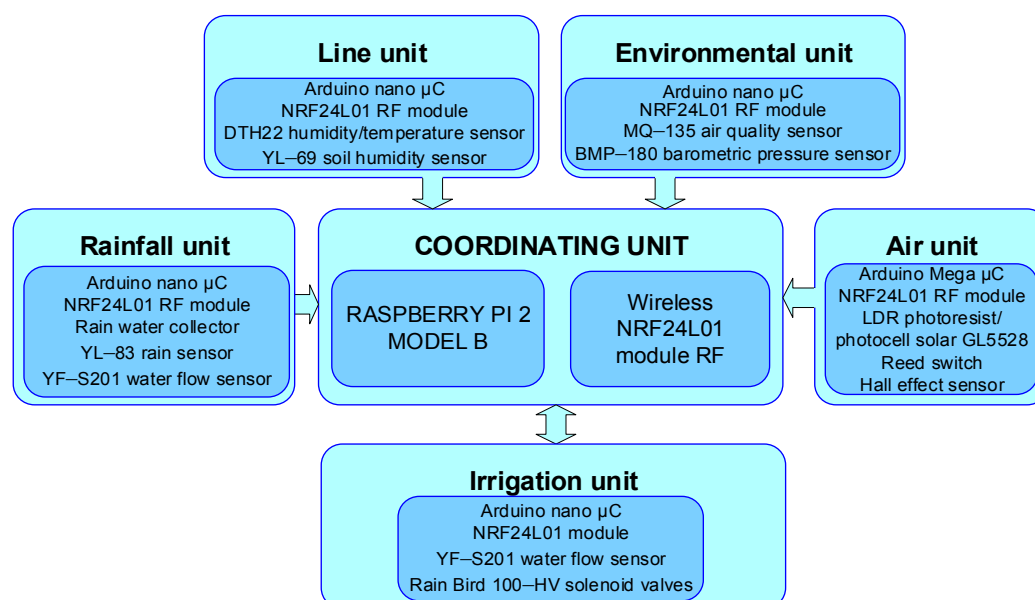 Line unit
Arduino nano µC
NRF24L01 RF module
DTH22 humidity/temperature sensor
YL–69 soil humidity sensor
Environmental unit
Arduino nano µC
NRF24L01 RF module
MQ–135 air quality sensor
BMP–180 barometric pressure sensor
Rainfall unit
Arduino nano µC
NRF24L01 RF module
Rain water collector
YL–83 rain sensor
YF–S201 water flow sensor
COORDINATING UNIT
RASPBERRY PI 2
MODEL B
Wireless
NRF24L01
module RF
Air unit
Arduino Mega µC
NRF24L01 RF module
LDR photoresist/
photocell solar GL5528
Reed switch
Hall effect sensor
Irrigation unit
Arduino nano µC
NRF24L01 module
YF–S201 water flow sensor
Rain Bird 100–HV solenoid valves